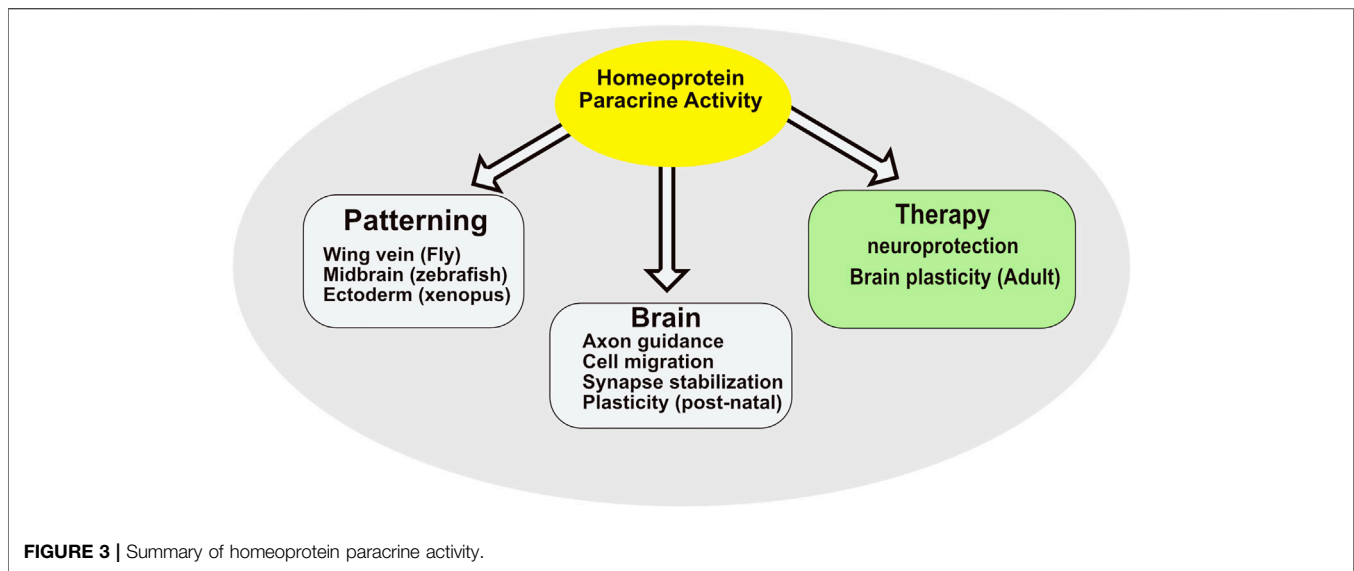 Homeoprotein
Paracrine Activity
Patterning
Wing vein (Fly)
Midbrain (zebrafish)
Ectoderm (xenopus)
Brain
Axon guidance
Cell migration
Synapse stabilization
Plasticity (post-natal)
Therapy
neuroprotection
Brain plasticity (Adult)
FIGURE 3 | Summary of homeoprotein paracrine activity.